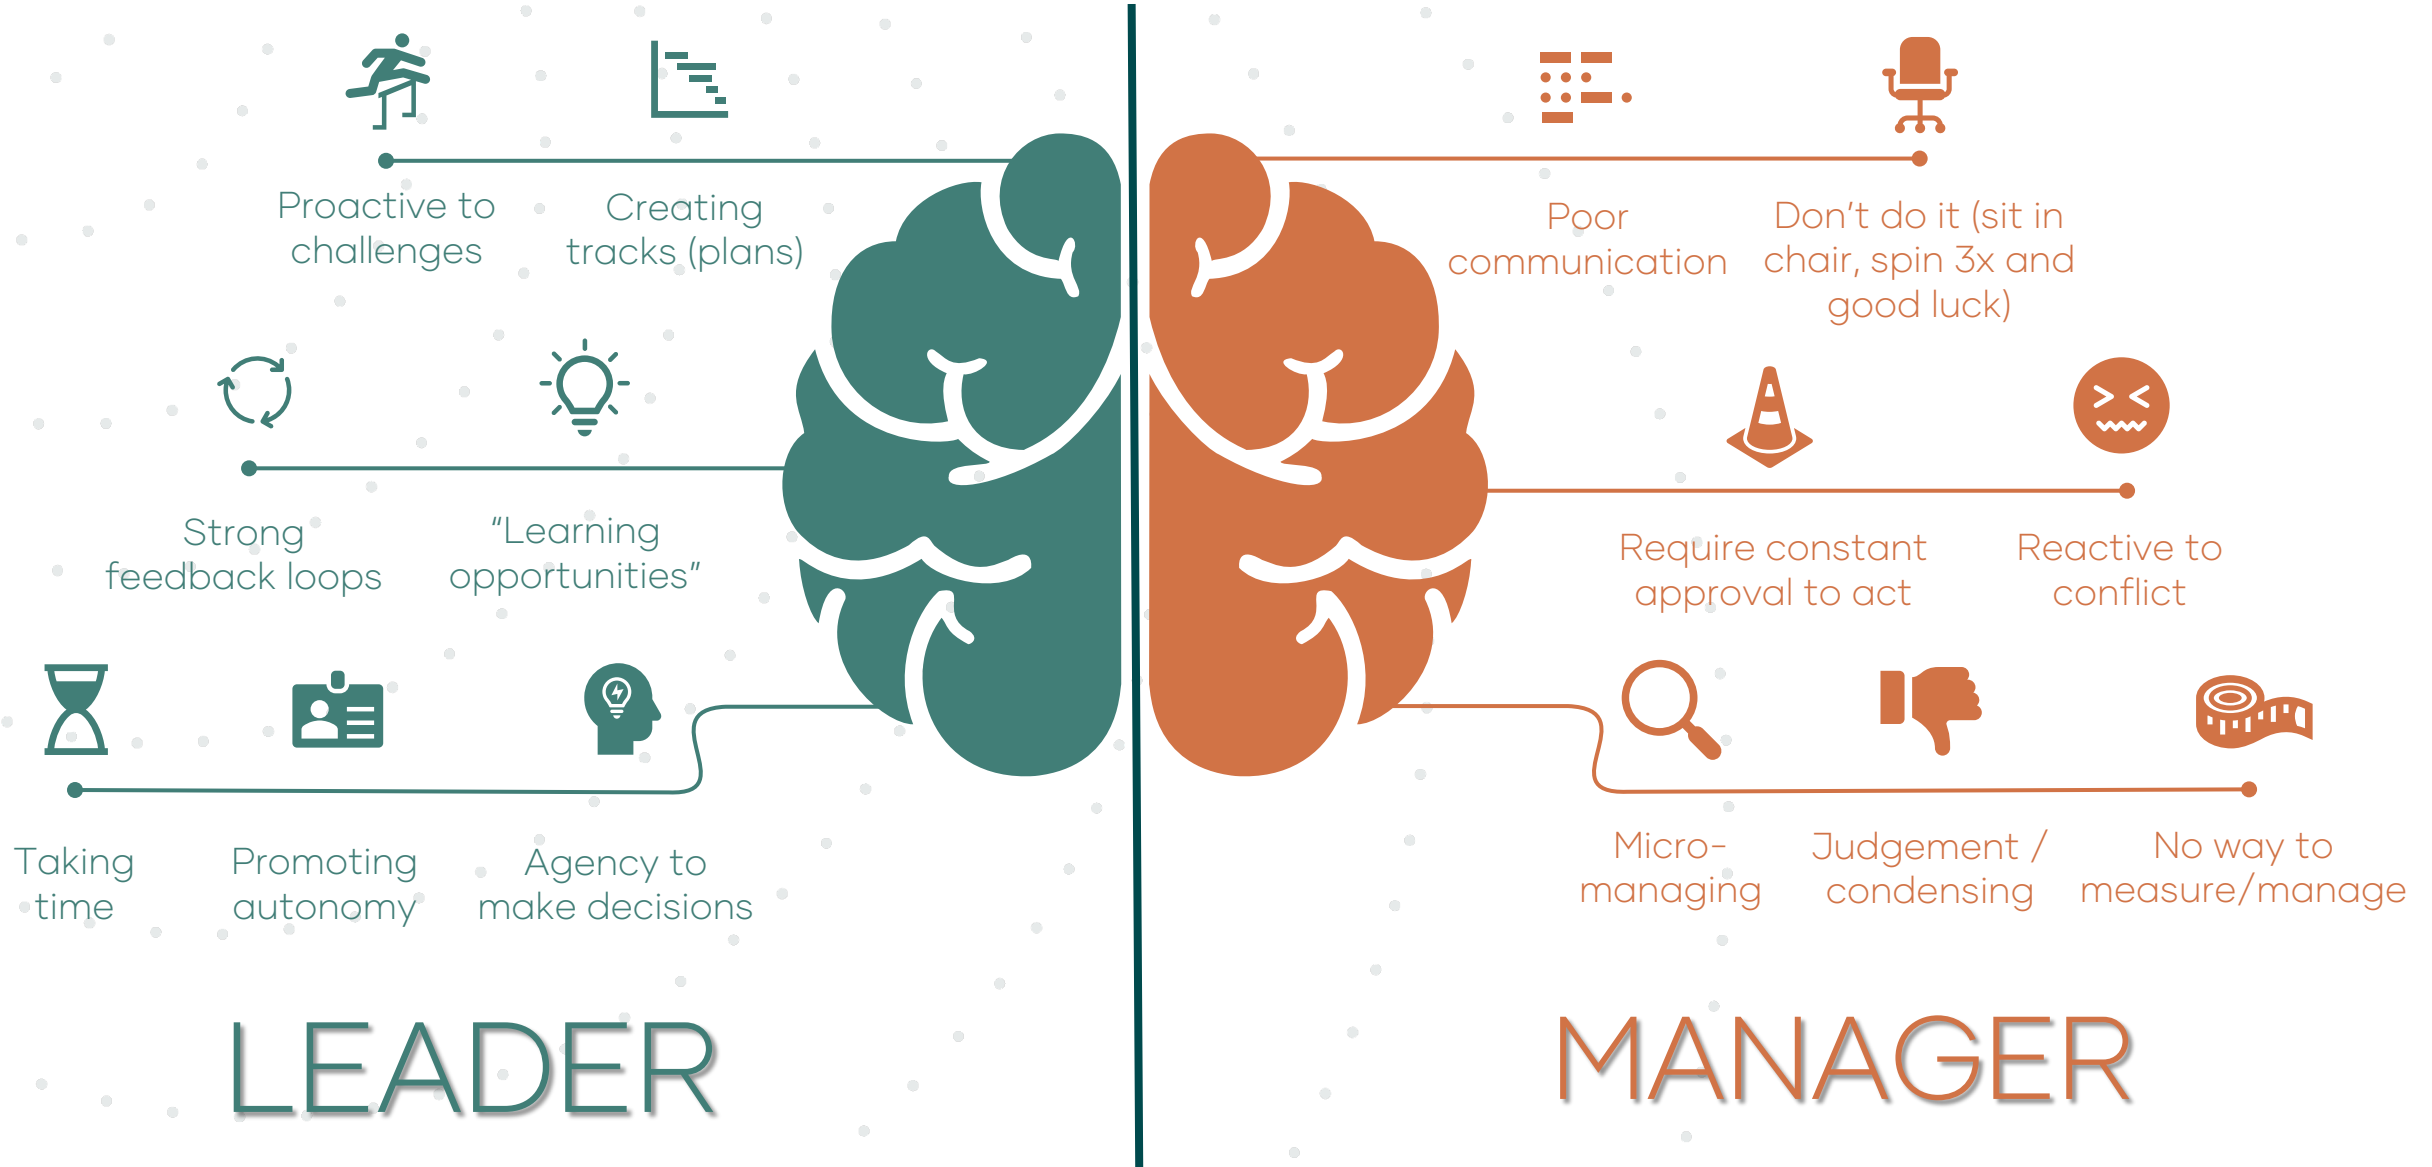 Proactive to
challenges
Creating
tracks (plans)
Strong
feedback loops
“Learning
opportunities”
Taking
time
Promoting
autonomy
Agency to
make decisions
LEADER
Poor
communication
Don’t do it (sit in
chair, spin 3x and
good luck)
Require constant
approval to act
Reactive to
conflict
Micro-
managing
Judgement /
condensing
No way to
measure/manage
MANAGER